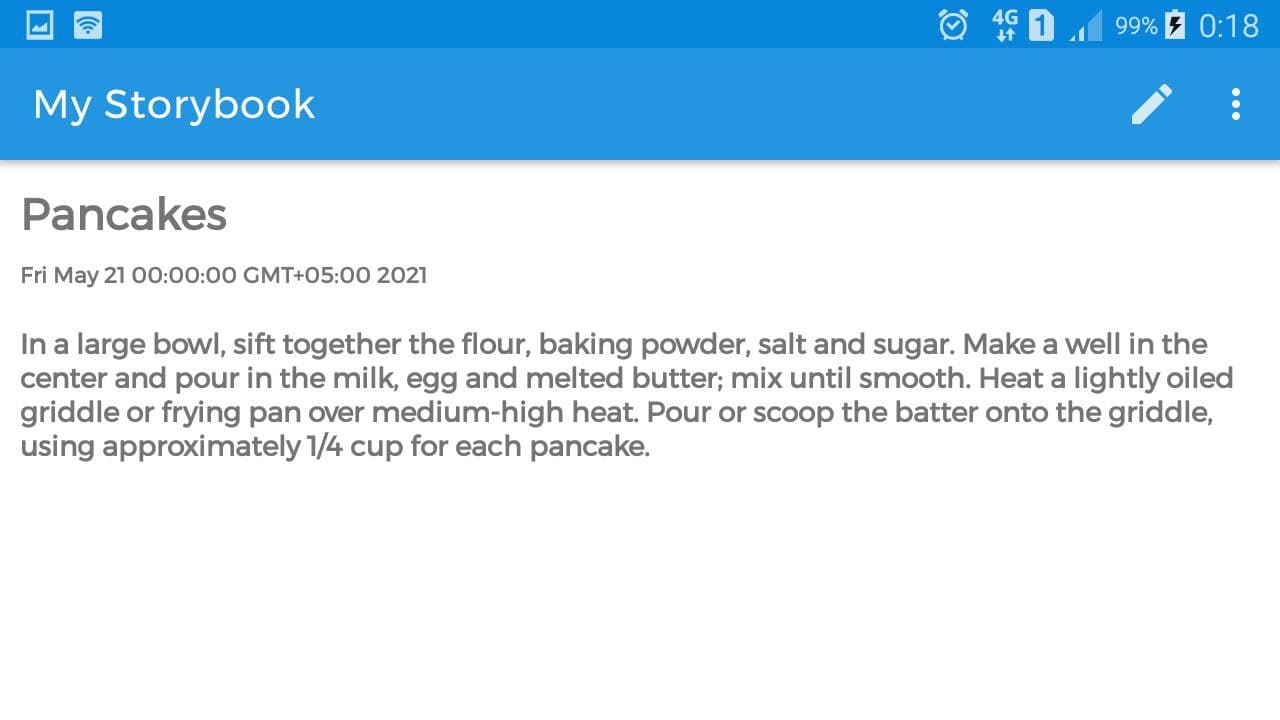 4G 1 99% 0:18
My Storybook
Pancakes
Fri May 21 00:00:00 GMT+05:00 2021
In a large bowl, sift together the flour, baking powder, salt and sugar. Make a well in the
center and pour in the milk, egg and melted butter; mix until smooth. Heat a lightly oiled
griddle or frying pan over medium-high heat. Pour or scoop the batter onto the griddle,
using approximately 1/4 cup for each pancake.